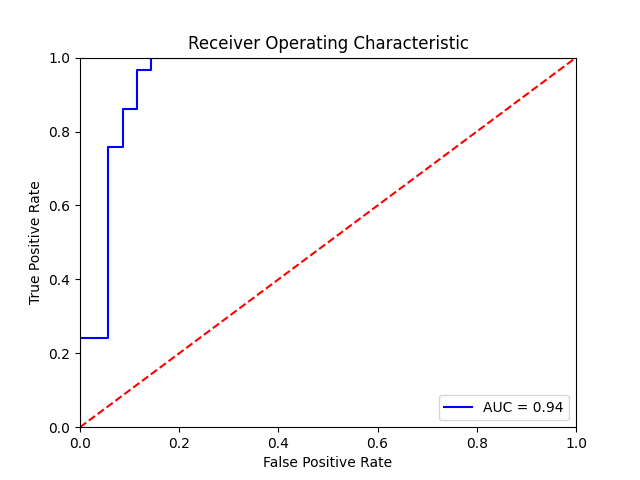 Receiver Operating Characteristic
True Positive Rate
1.0
0.8
0.6
0.4
0.2
0.0
AUC = 0.94
0.0 0.2 0.4 0.6 0.8 1.0
False Positive Rate